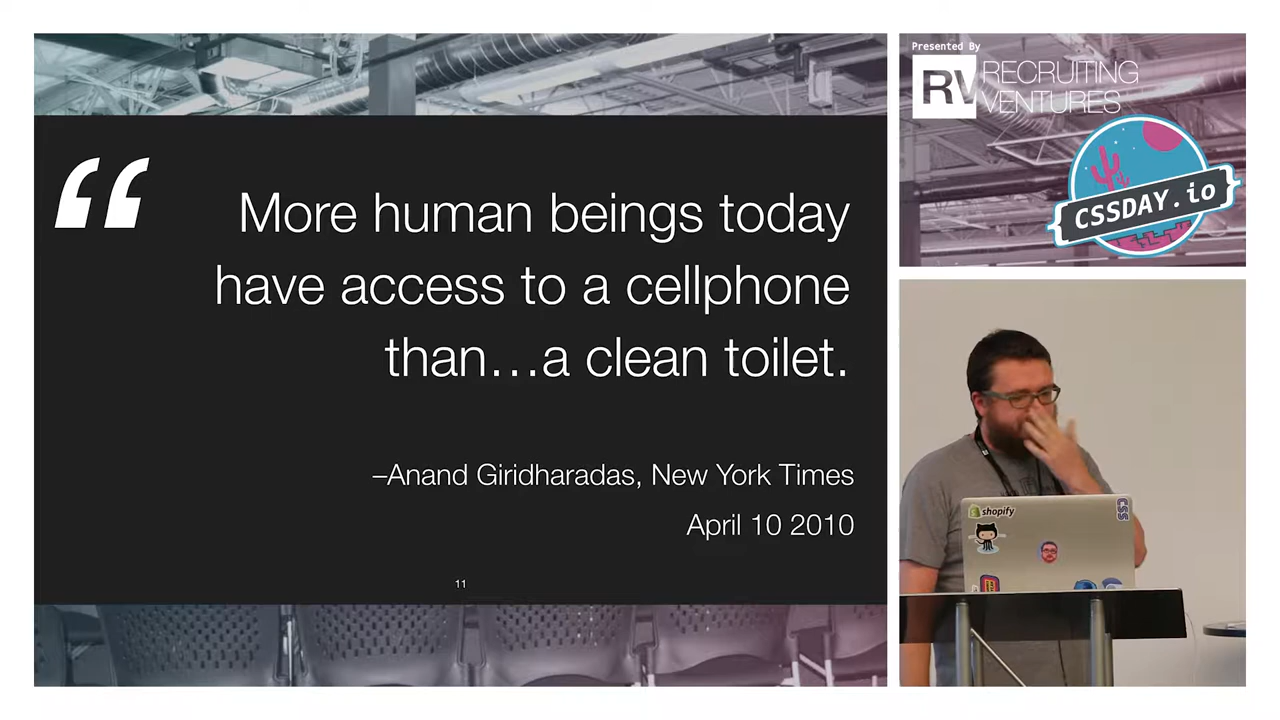 “
More human beings today
have access to a cellphone
than…a clean toilet.
–Anand Giridharadas, New York Times
April 10 2010
11
Presented By
RV RECRUITING
VENTURES
{CSSDAY.io}
shopify
CSS